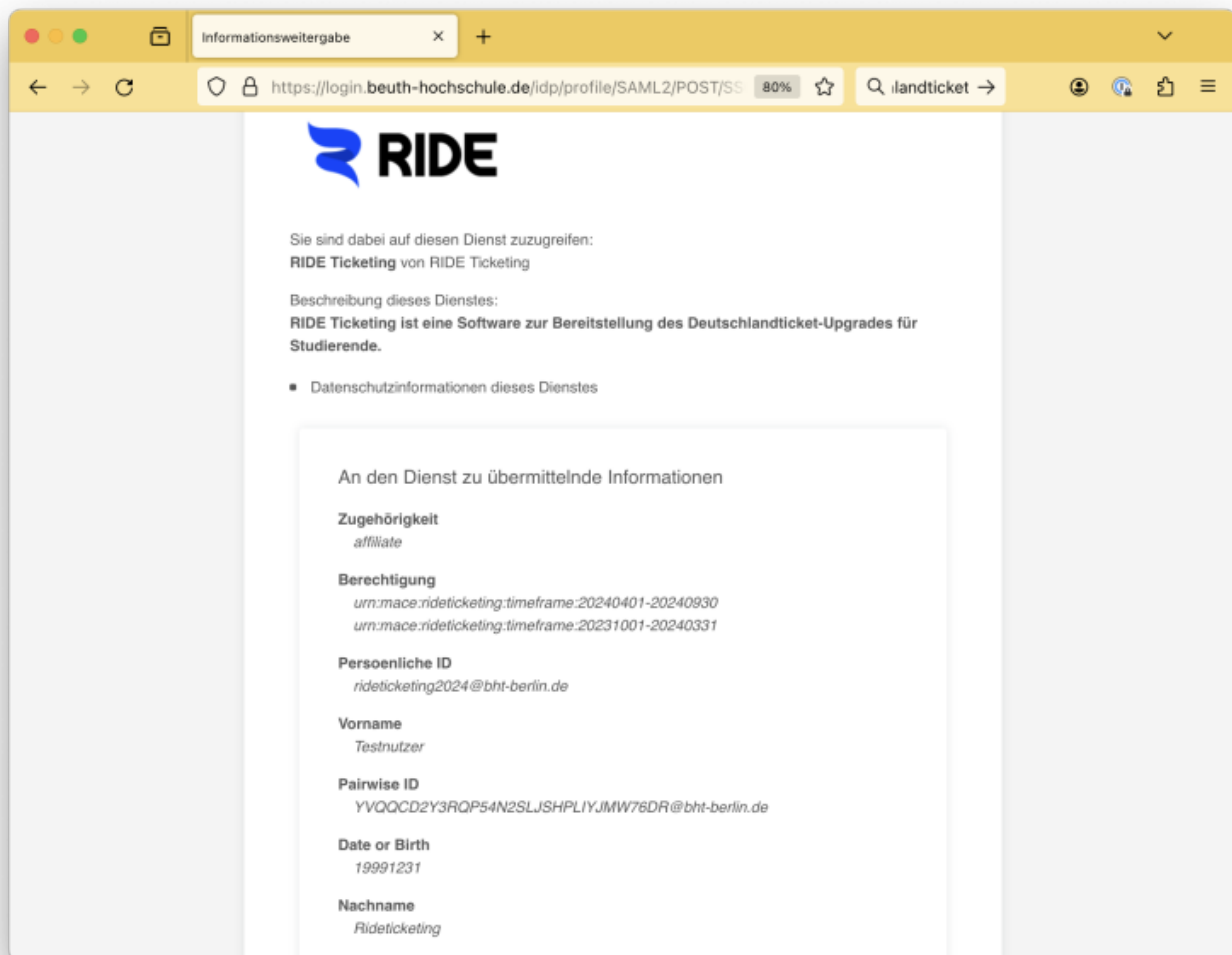 Informationsweitergabe
https://login.beuth-hochschule.de/idp/profile/SAML2/POST/SS
80%
landticket
RIDE
Sie sind dabei auf diesen Dienst zuzugreifen:
RIDE Ticketing von RIDE Ticketing
Beschreibung dieses Dienstes:
RIDE Ticketing ist eine Software zur Bereitstellung des Deutschlandticket-Upgrades für
Studierende.
Datenschutzinformationen dieses Dienstes
An den Dienst zu übermittelnde Informationen
Zugehörigkeit
affiliate
Berechtigung
urn:mace:rideticketing:timeframe:20240401-20240930
urn:mace:rideticketing:timeframe:20231001-20240331
Persoenliche ID
rideticketing2024@bht-berlin.de
Vorname
Testnutzer
Pairwise ID
YVQQCD2Y3RQP54N2SLJSHPLIYJMW76DR@bht-berlin.de
Date or Birth
19991231
Nachname
Rideticketing